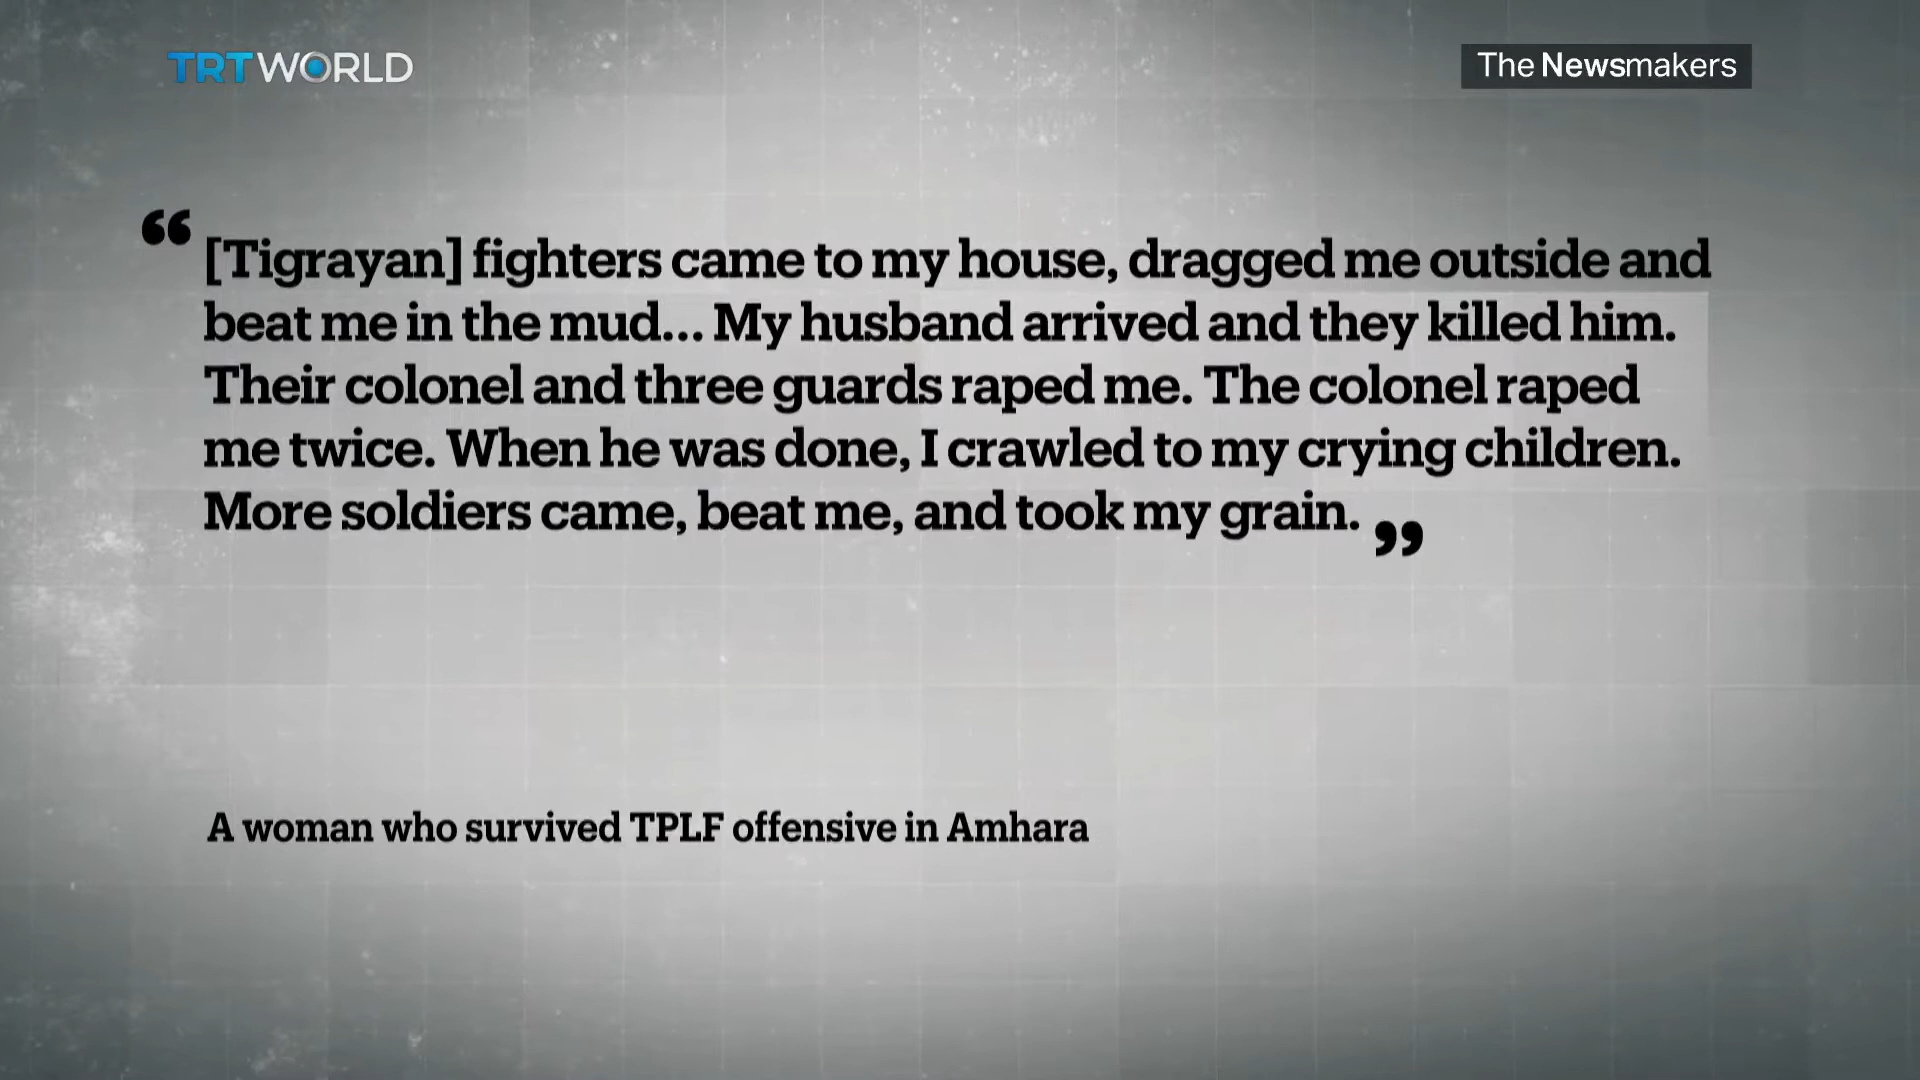 TRT WORLD
The Newsmakers
“[Tigrayan] fighters came to my house, dragged me outside and
beat me in the mud... My husband arrived and they killed him.
Their colonel and three guards raped me. The colonel raped
me twice. When he was done, I crawled to my crying children.
More soldiers came, beat me, and took my grain.”
A woman who survived TPLF offensive in Amhara